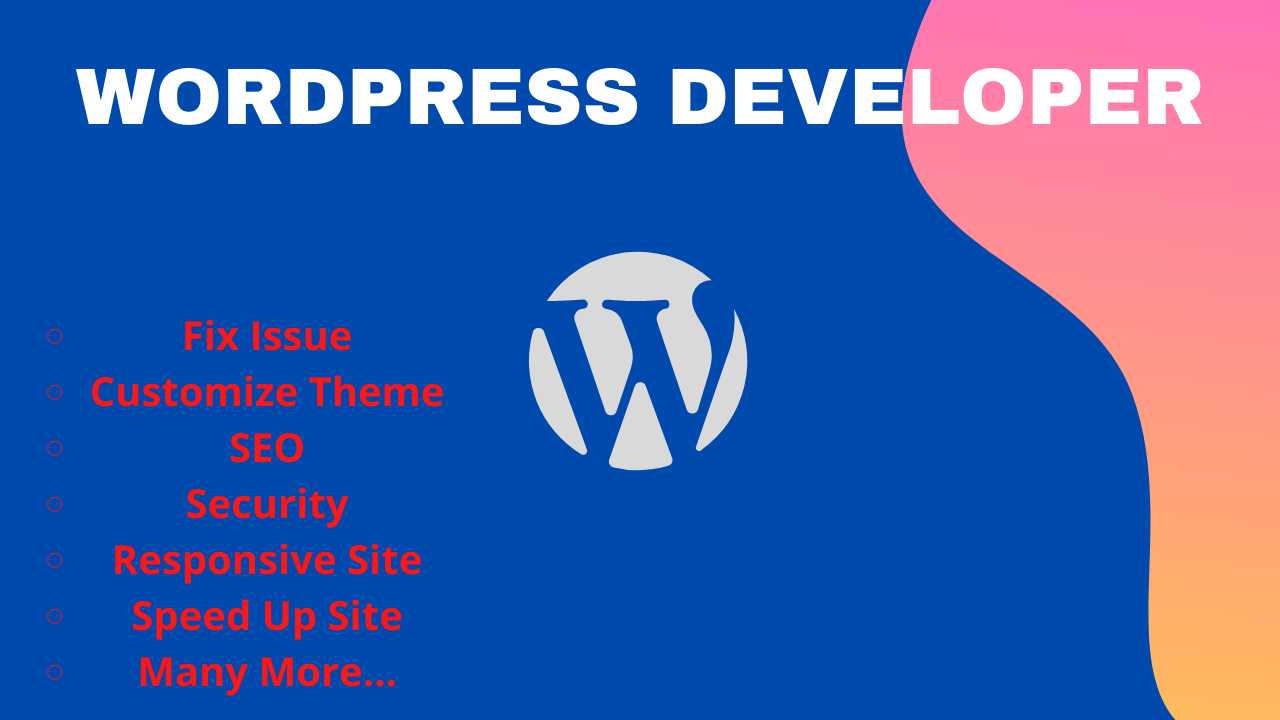 WORDPRESS DEVELOPER
Fix Issue
Customize Theme
SEO
Security
Responsive Site
Speed Up Site
Many More...